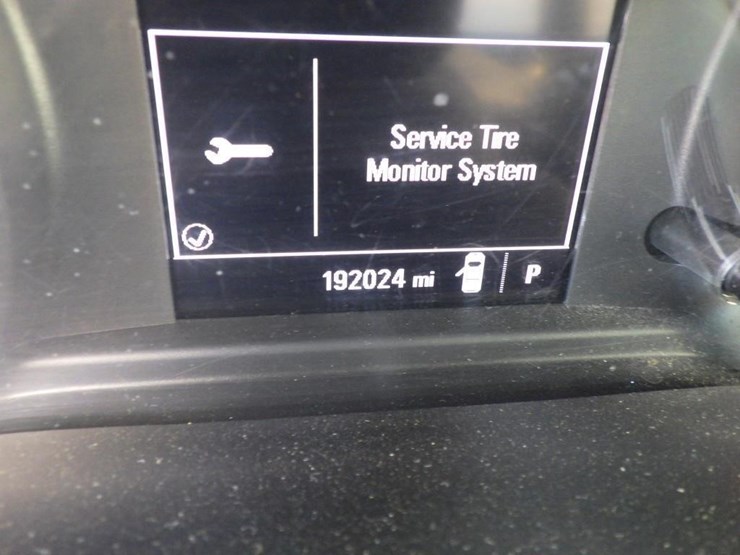 Service Tire
Monitor System
192024 mi P